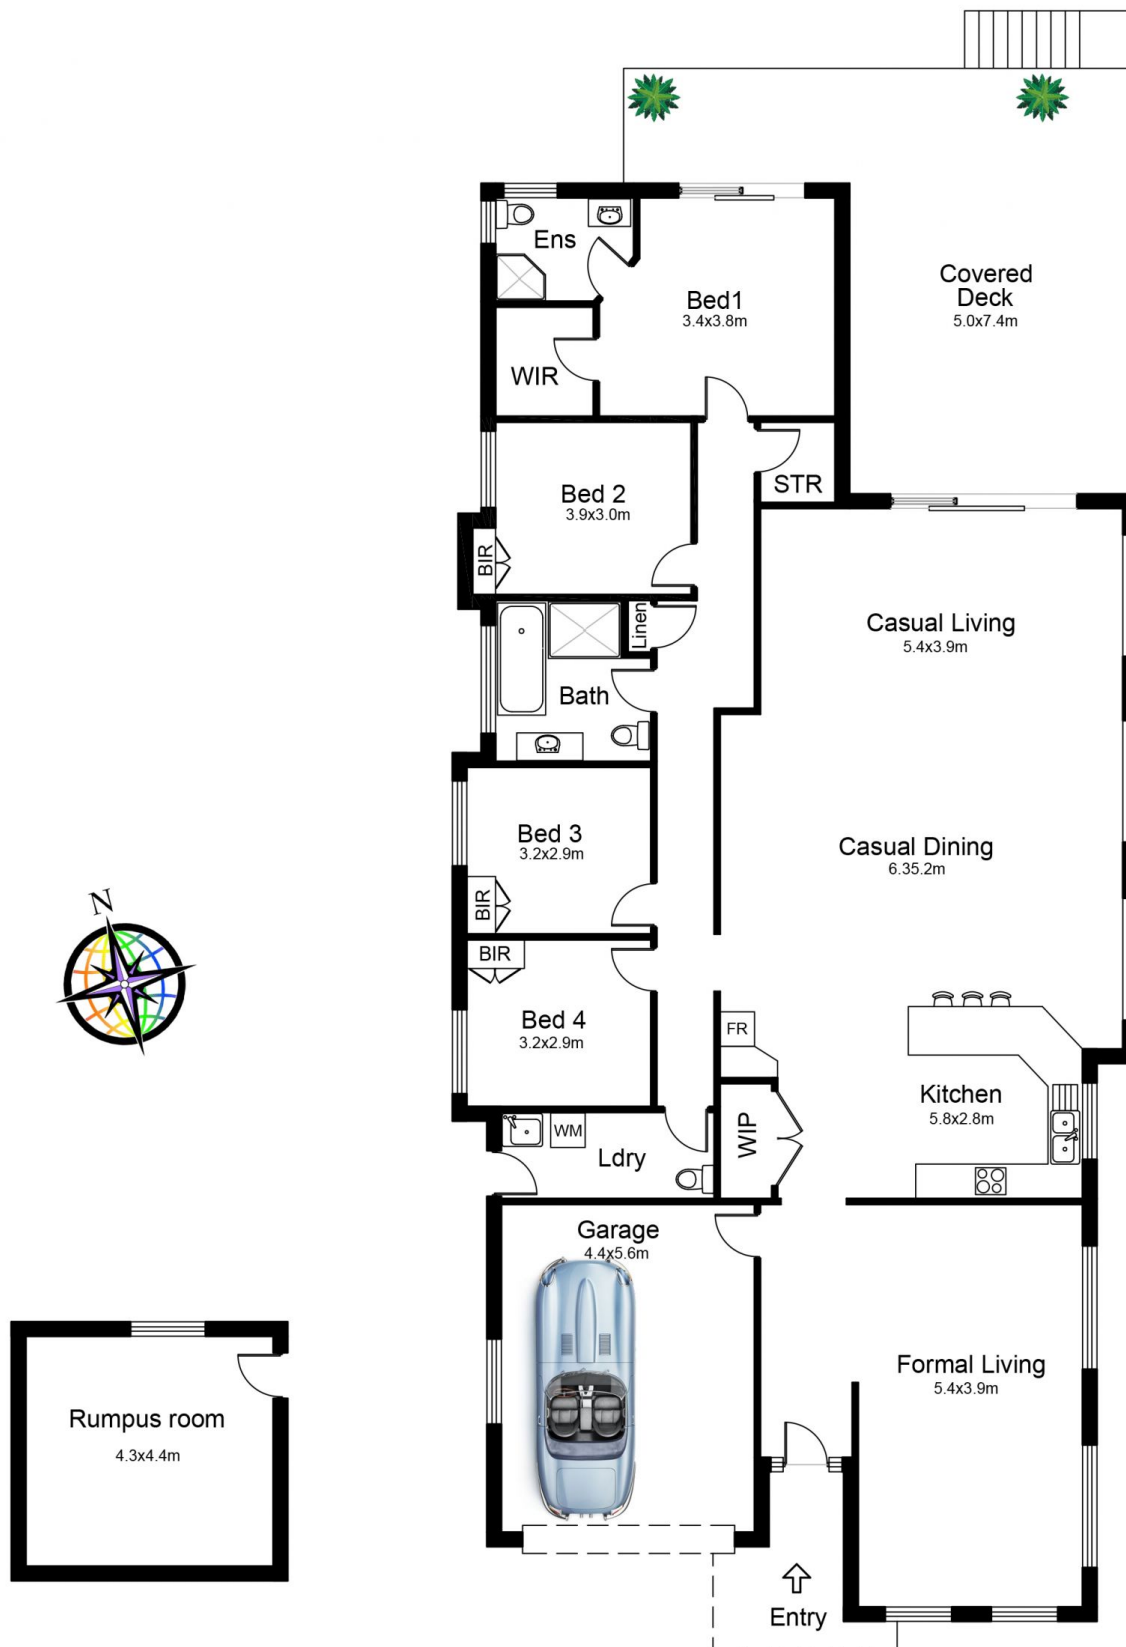 Ens
Bed1
3.4x3.8m
Covered
Deck
5.0x7.4m
WIR
STR
Bed 2
3.9x3.0m
BIR
Linen
Casual Living
5.4x3.9m
Bath
Bed 3
3.2x2.9m
Casual Dining
6.35.2m
BIR
N
BIR
Bed 4
3.2x2.9m
FR
Kitchen
5.8x2.8m
WIP
WM
Ldry
Garage
4.4x5.6m
Formal Living
5.4x3.9m
Rumpus room
4.3x4.4m
Entry